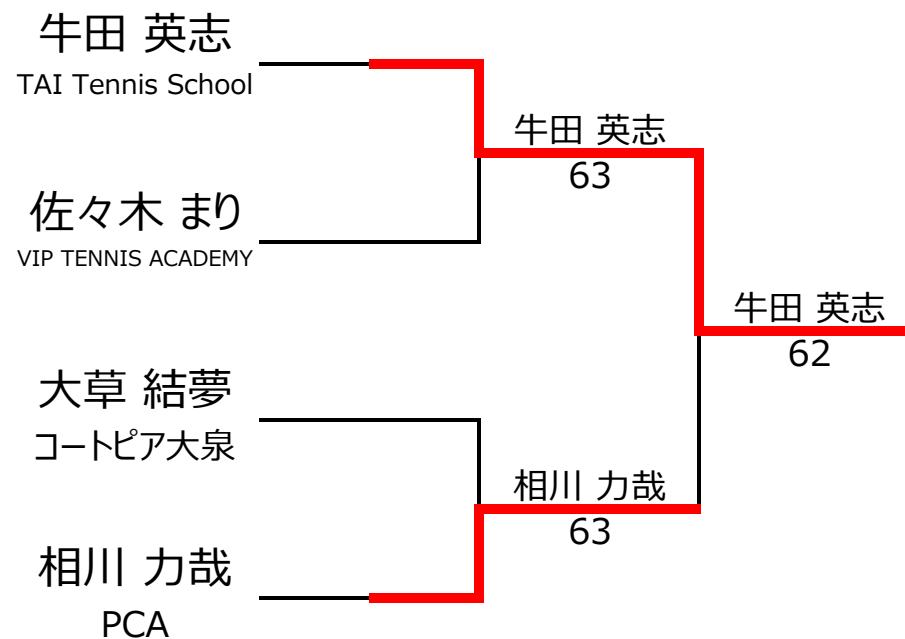 牛田 英志
TAI Tennis School
牛田 英志
63
佐々木 まり
VIP TENNIS ACADEMY
牛田 英志
62
大草 結夢
コートピア大泉
相川 力哉
63
相川 力哉
PCA